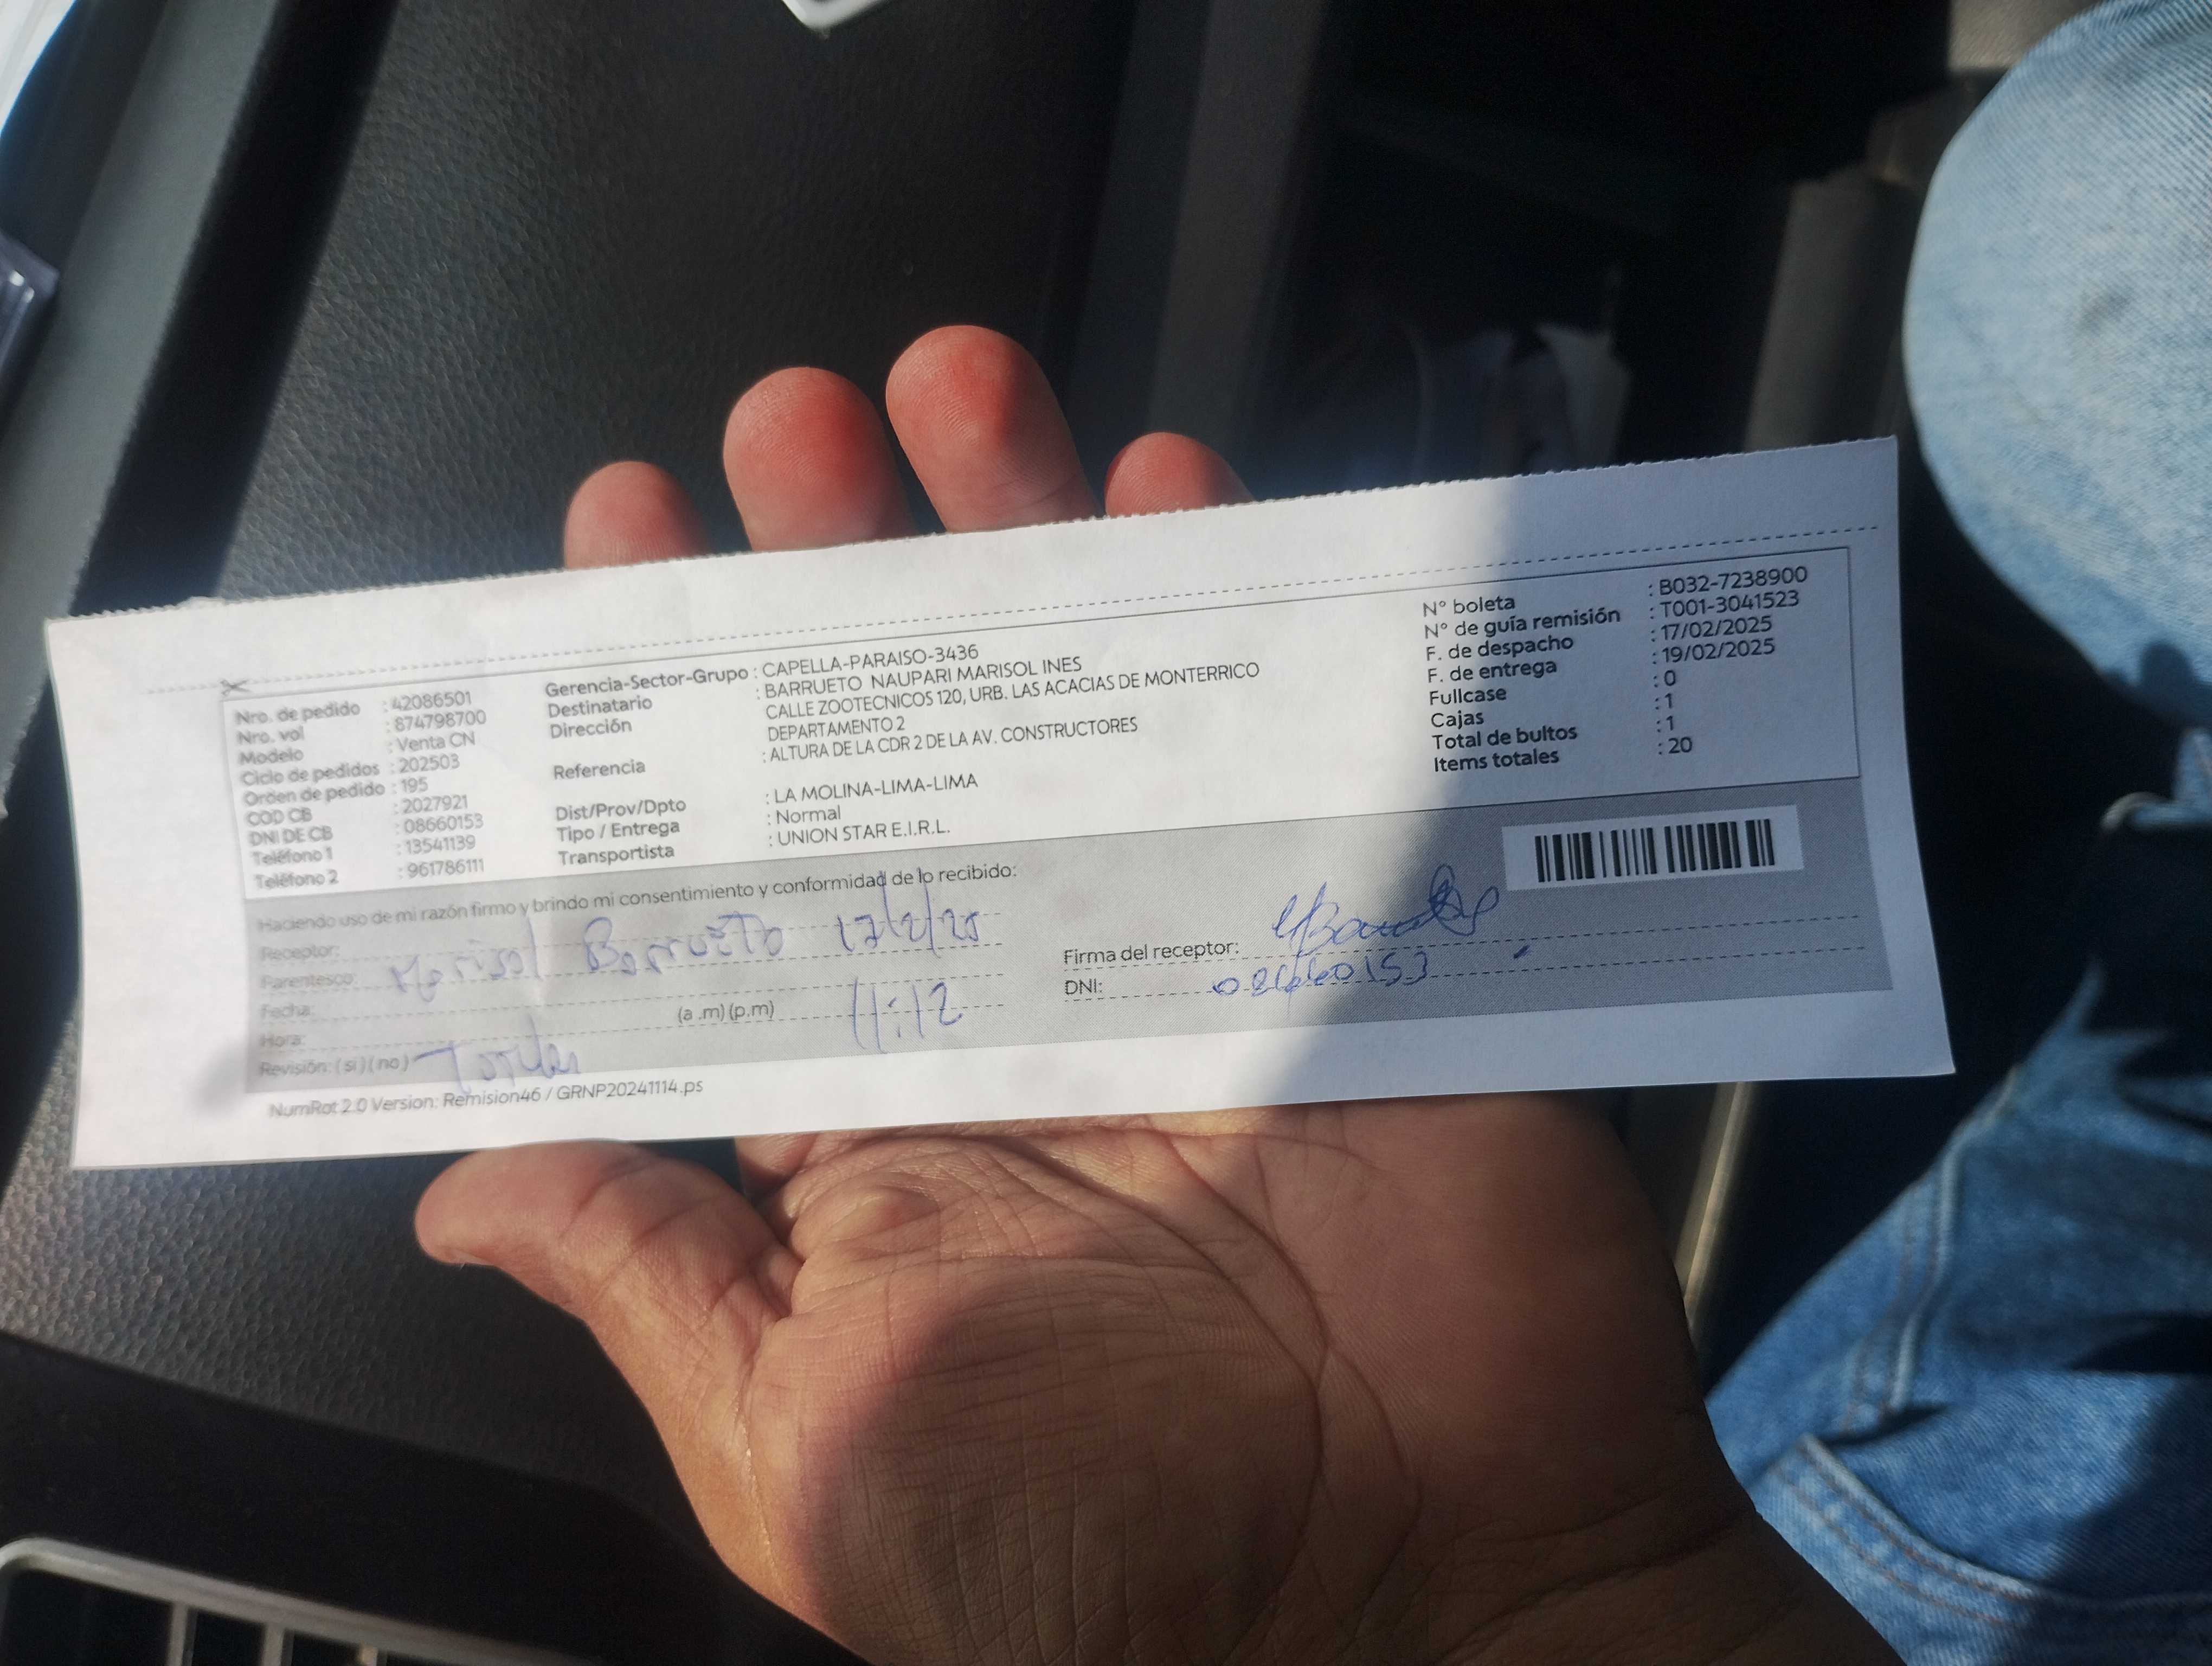 Nro. de pedido : 42086501
Nro. vol : 874798700
Modelo : Venta CN
Ciclo de pedidos : 202503
Orden de pedido : 195
COD CB : 2027921
DNI DE CB : 08660153
Teléfono 1 : 13541139
Teléfono 2 : 961786111
Gerencia-Sector-Grupo : CAPELLA-PARAISO-3436
Destinatario : BARRUETO NAUPARI MARISOL INES
Dirección : CALLE ZOOTECNICOS 120, URB. LAS ACACIAS DE MONTERRICO
DEPARTAMENTO 2
Referencia : ALTURA DE LA CDR 2 DE LA AV. CONSTRUCTORES
Dist/Prov/Dpto : LA MOLINA-LIMA-LIMA
Tipo / Entrega : Normal
Transportista : UNION STAR E.I.R.L.
N° boleta : B032-7238900
N° de guía remisión : T001-3041523
F. de despacho : 17/02/2025
F. de entrega : 19/02/2025
Fullcase : 0
Cajas : 1
Total de bultos : 1
Items totales : 20
Haciendo uso de mi razón firmo y brindo mi consentimiento y conformidad de lo recibido:
Receptor:
Parentesco: Marisol Barrueto
Fecha:
Hora: (a .m) (p.m) 11:12
Revisión: ( si ) ( no )
Firma del receptor:
DNI: 08660153
NumRot 2.0 Version: Remision46 / GRNP20241114.ps